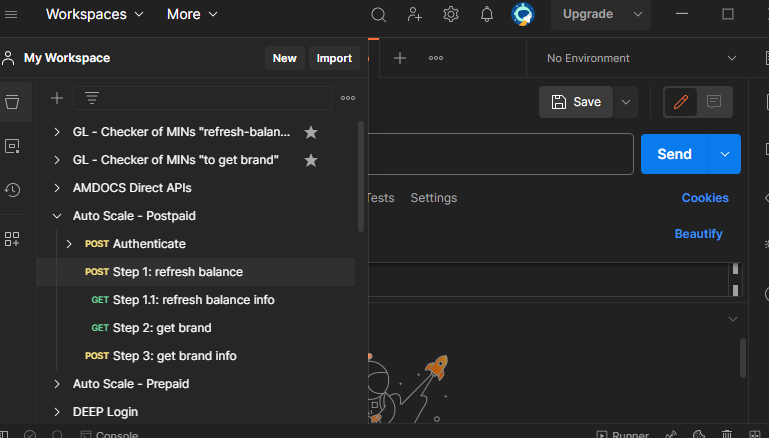 Workspaces More Upgrade
My Workspace New Import No Environment
Save
GL - Checker of MINs "refresh-balan...
GL - Checker of MINs "to get brand" Send
AMDOCS Direct APIs Tests Settings Cookies
Auto Scale - Postpaid
Beautify
POST Authenticate
POST Step 1: refresh balance
GET Step 1.1: refresh balance info
GET Step 2: get brand
POST Step 3: get brand info
Auto Scale - Prepaid
DEEP Login
Console Runner